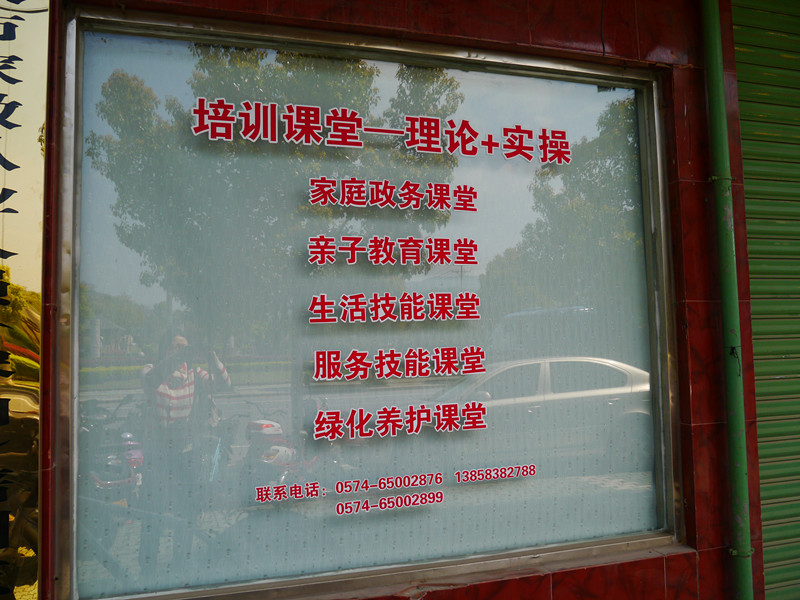 培训课堂—理论+实操
家庭政务课堂
亲子教育课堂
生活技能课堂
服务技能课堂
绿化养护课堂
联系电话：0574-65002876 13858382788
0574-65002899